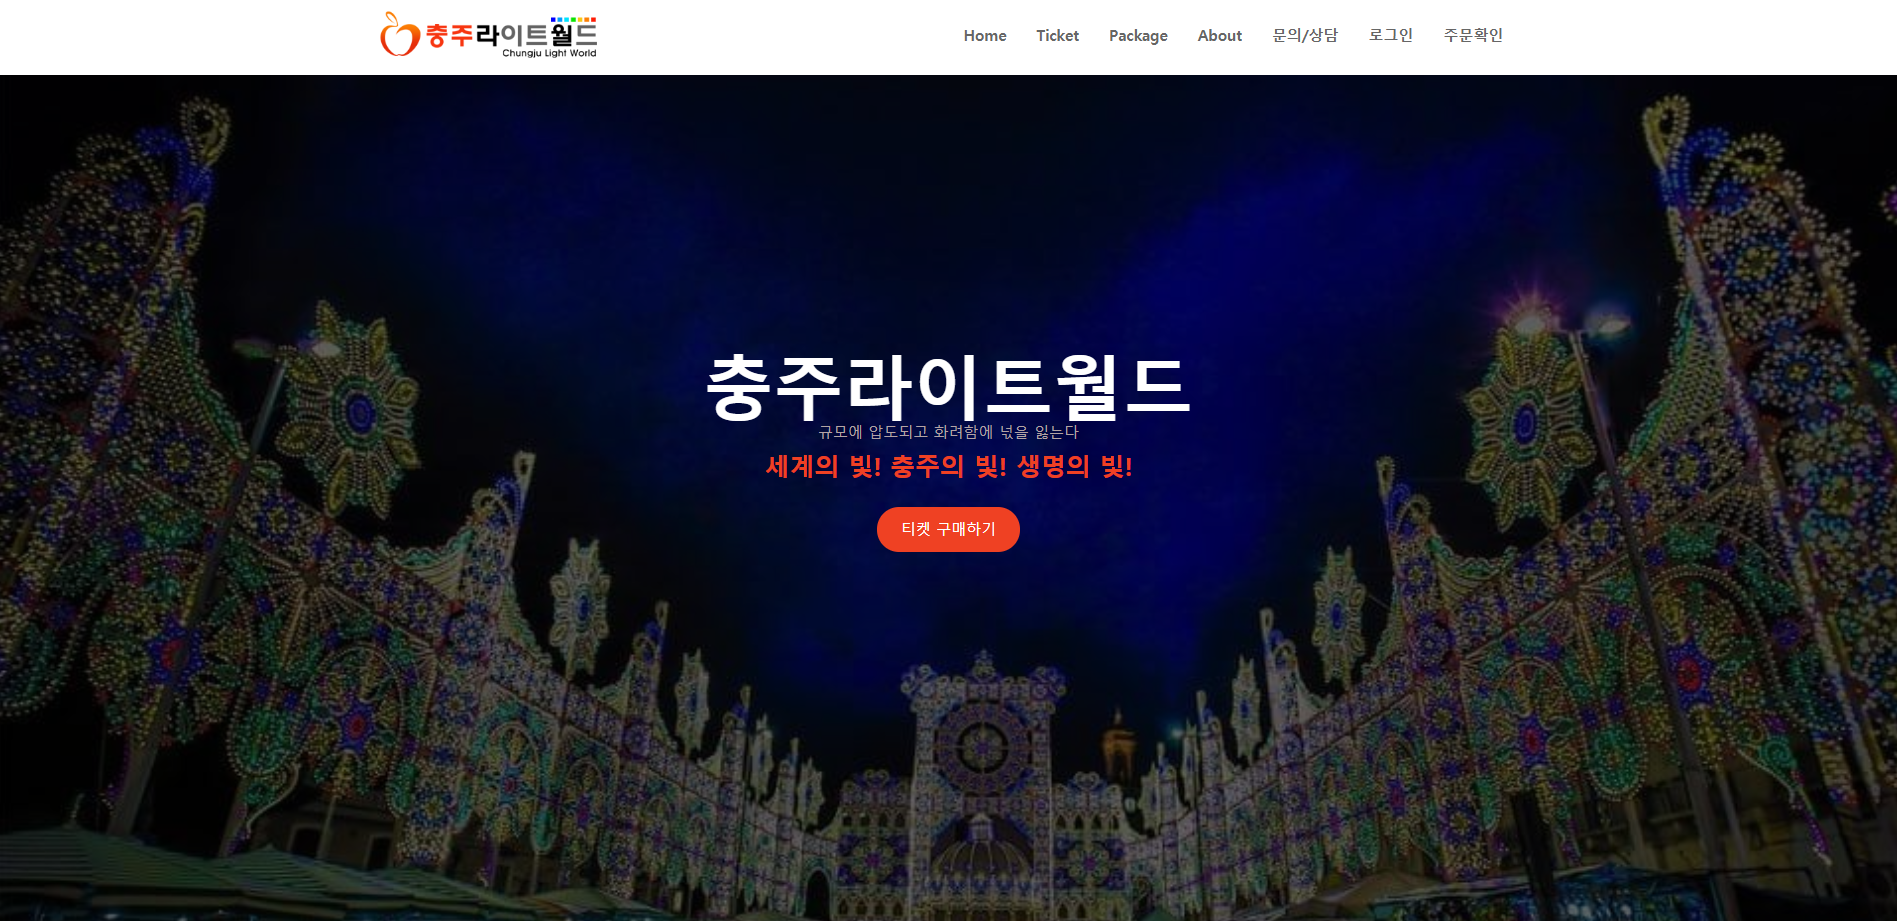 충주라이트월드
Chungju Light World
Home Ticket Package About 문의/상담 로그인 주문확인
충주라이트월드
규모에 압도되고 화려함에 넋을 잃는다
세계의 빛! 충주의 빛! 생명의 빛!
티켓 구매하기